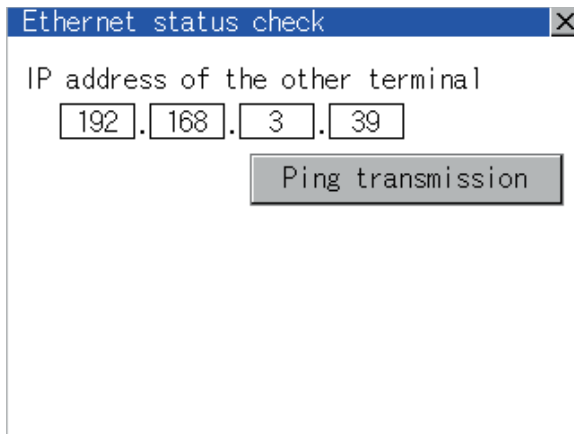 Ethernet status check
IP address of the other terminal
192.168.3.39
Ping transmission